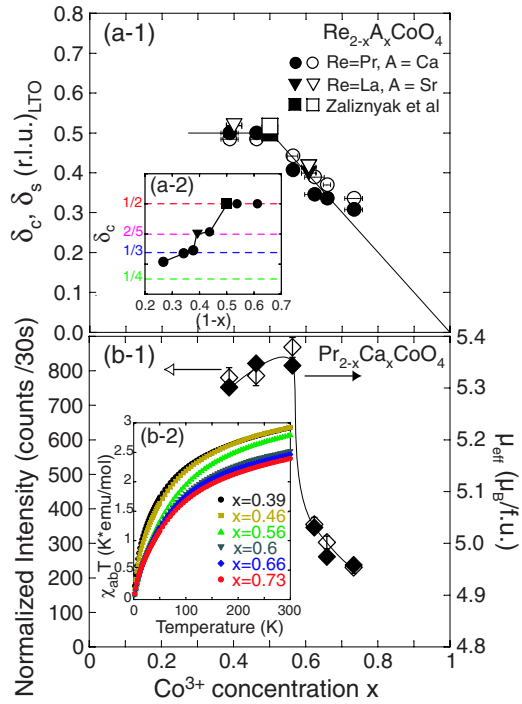 (a-1)
Re2-xAxCoO4
Re=Pr, A = Ca
Re=La, A = Sr
Zaliznyak et al
0.8
0.7
0.6
0.5
0.4
0.3
0.2
0.1
0.0
δc, δs (r.l.u.)LTO
(a-2)
δc
1/2
2/5
1/3
1/4
0.2 0.3 0.4 0.5 0.6 0.7
(1-x)
(b-1)
Pr2-xCaxCoO4
800
700
600
500
400
300
200
100
0
Normalized Intensity (counts /30s)
5.4
5.3
5.2
5.1
5.0
4.9
4.8
μeff (μB/f.u.)
(b-2)
3
2.5
2
1.5
1
0.5
0
χabT (K*emu/mol)
x=0.39
x=0.46
x=0.56
x=0.6
x=0.66
x=0.73
0 100 200 300
Temperature (K)
0 0.2 0.4 0.6 0.8 1
Co3+ concentration x